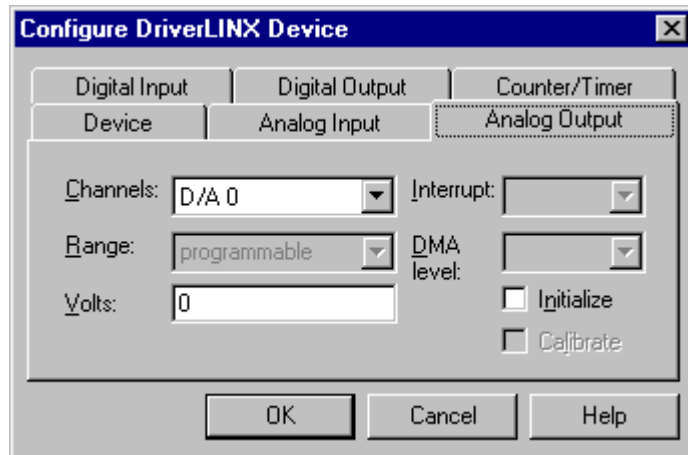 Configure DriverLINX Device
Digital Input Digital Output Counter/Timer
Device Analog Input Analog Output
Channels: D/A 0 Interrupt:
Range: programmable DMA level:
Volts: 0 Initialize
Calibrate
OK Cancel Help